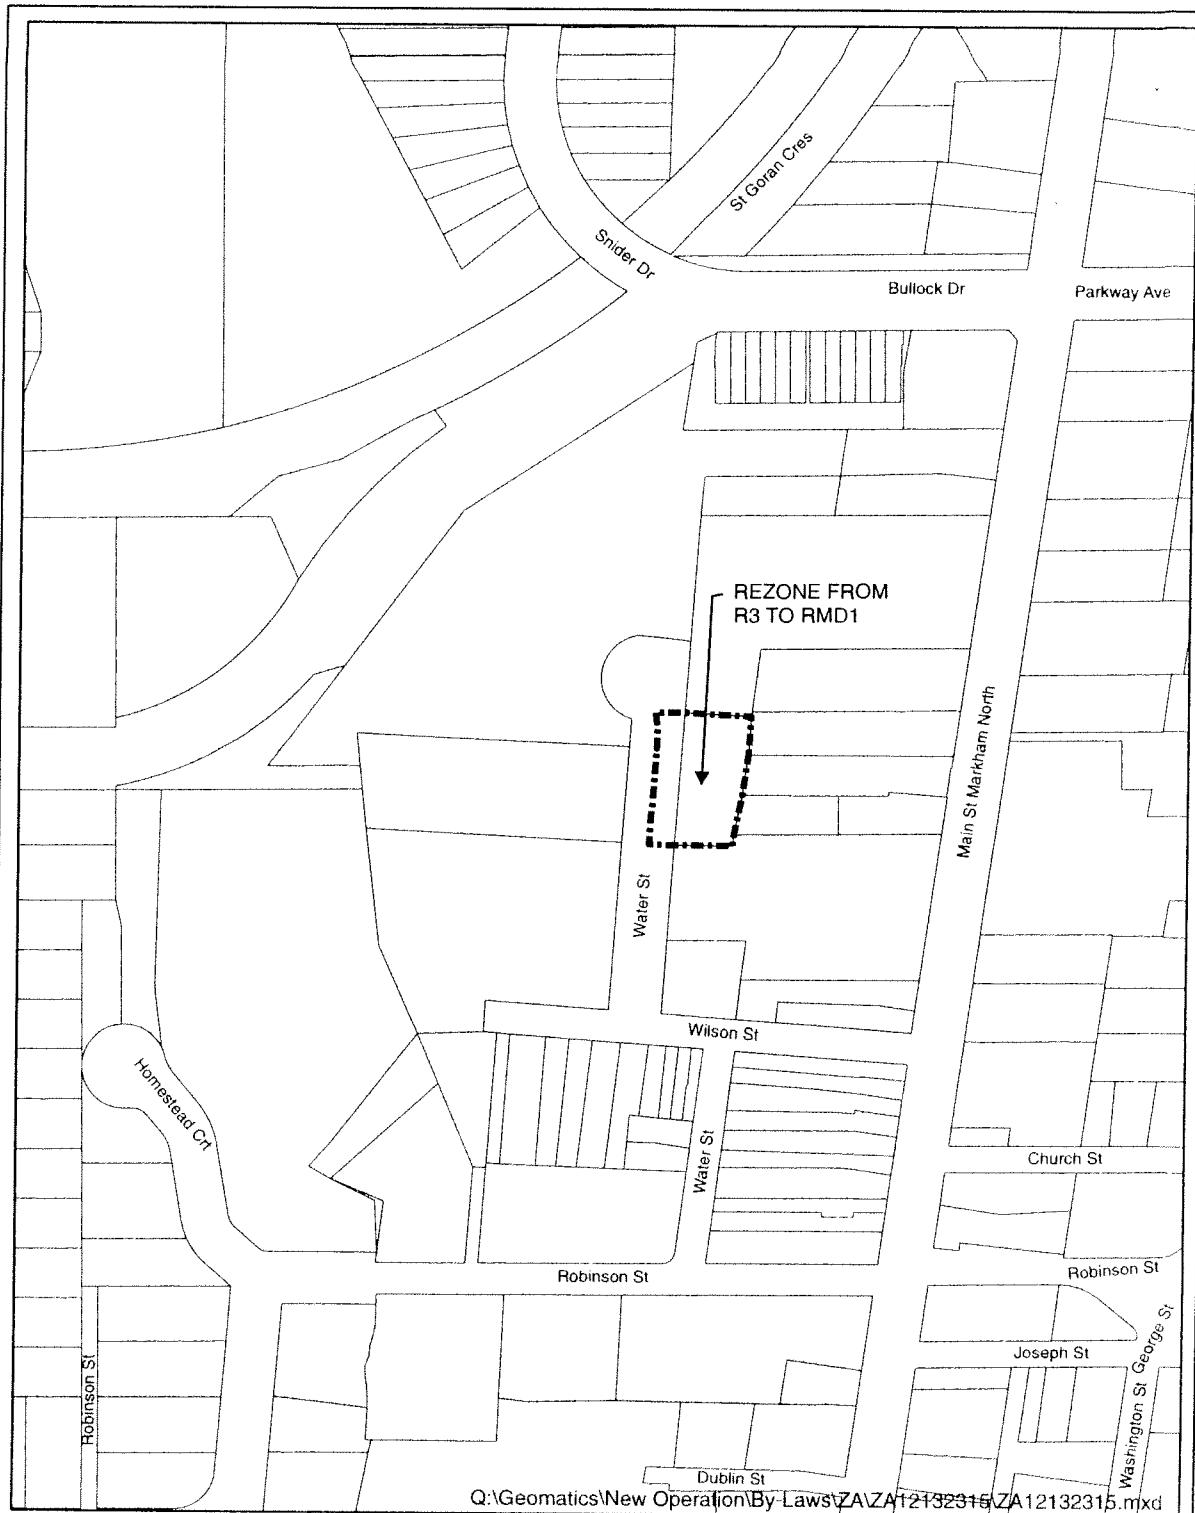 St Goran Cres
Snider Dr
Bullock Dr
Parkway Ave
REZONE FROM
R3 TO RMD1
Main St Markham North
Water St
Wilson St
Homestead Crt
Water St
Church St
Robinson St
Robinson St
Joseph St
George St
Washington St
Robinson St
Dublin St
Q:\Geomatics\New Operation\By-Laws\ZA\ZA12132315\ZA12132315.mxd